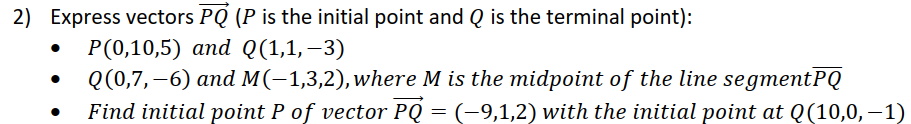 2) Express vectors $\overrightarrow{PQ}$ (P is the initial point and Q is the terminal point):
• P(0,10,5) and Q(1,1,−3)
• Q(0,7,−6) and M(−1,3,2), where M is the midpoint of the line segment$\overline{PQ}$
• Find initial point P of vector $\overrightarrow{PQ}$ = (−9,1,2) with the initial point at Q(10,0,−1)